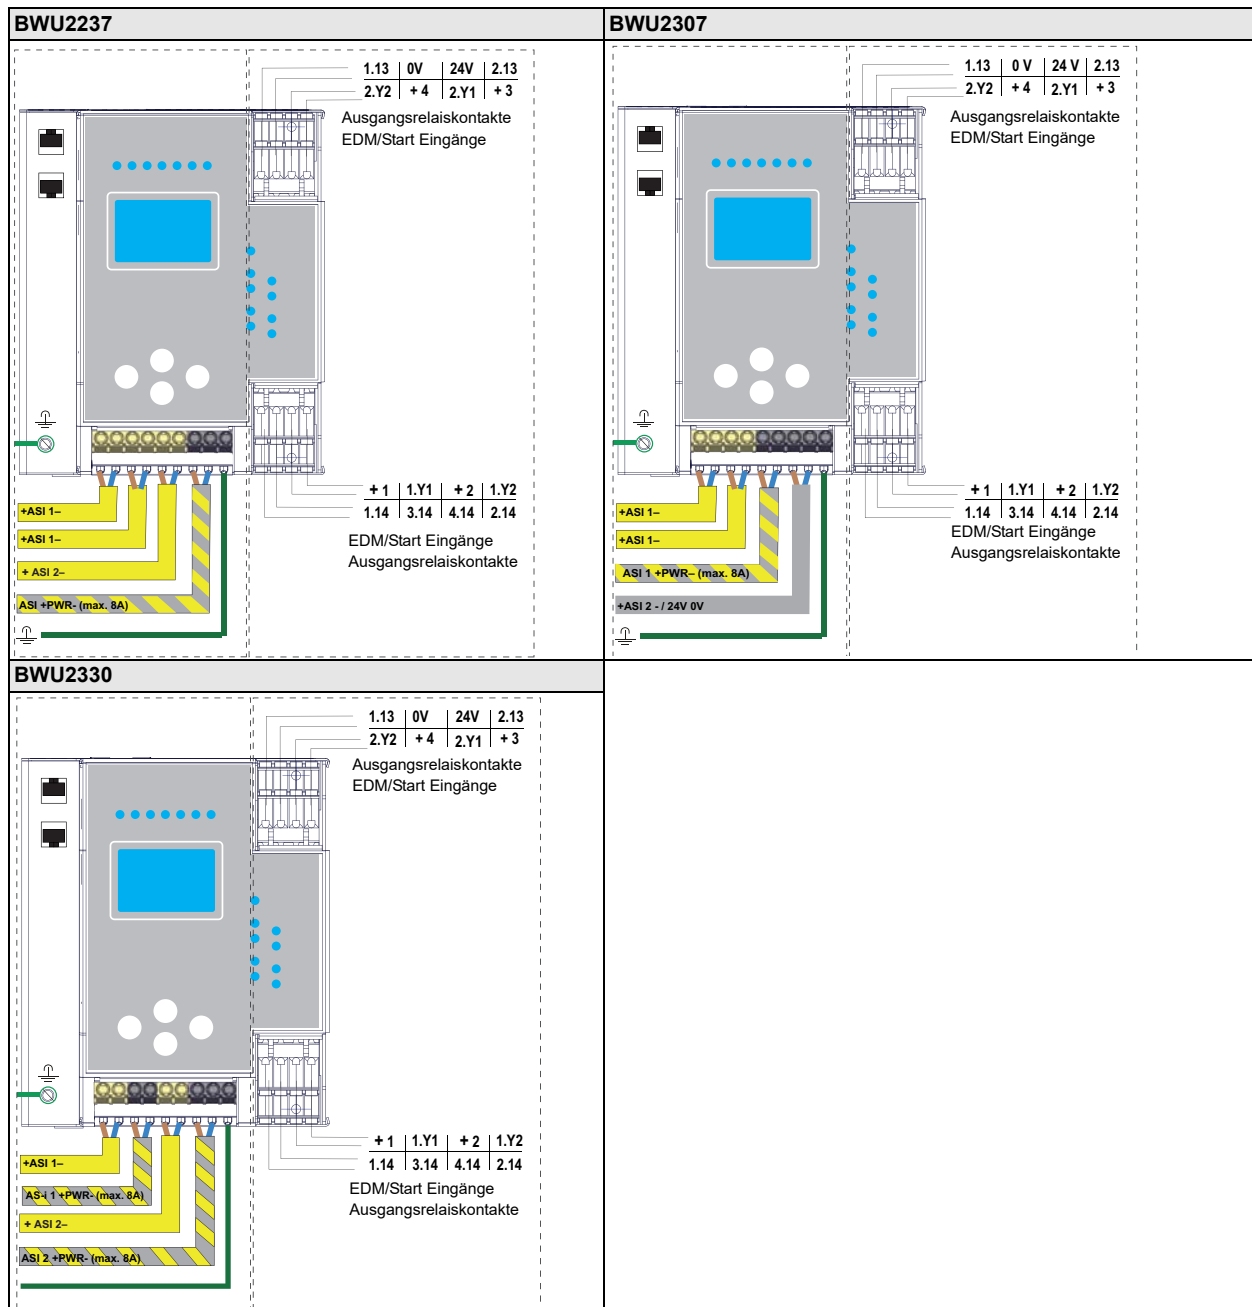 BWU2237
1.13 0V 24V 2.13
2.Y2 + 4 2.Y1 + 3
Ausgangsrelaiskontakte
EDM/Start Eingänge
+ 1 1.Y1 + 2 1.Y2
1.14 3.14 4.14 2.14
EDM/Start Eingänge
Ausgangsrelaiskontakte
+ASI 1–
+ASI 1–
+ ASI 2–
ASI +PWR- (max. 8A)
BWU2307
1.13 0 V 24 V 2.13
2.Y2 + 4 2.Y1 + 3
Ausgangsrelaiskontakte
EDM/Start Eingänge
+ 1 1.Y1 + 2 1.Y2
1.14 3.14 4.14 2.14
EDM/Start Eingänge
Ausgangsrelaiskontakte
+ASI 1–
+ASI 1–
ASI 1 +PWR– (max. 8A)
+ASI 2 - / 24V 0V
BWU2330
1.13 0V 24V 2.13
2.Y2 + 4 2.Y1 + 3
Ausgangsrelaiskontakte
EDM/Start Eingänge
+ 1 1.Y1 + 2 1.Y2
1.14 3.14 4.14 2.14
EDM/Start Eingänge
Ausgangsrelaiskontakte
+ASI 1–
AS-i 1 +PWR- (max. 8A)
+ ASI 2–
ASI 2 +PWR- (max. 8A)